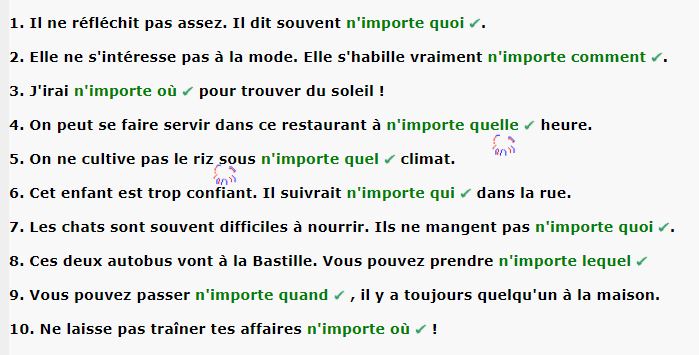 1. Il ne réfléchit pas assez. Il dit souvent n'importe quoi ✔.
2. Elle ne s'intéresse pas à la mode. Elle s'habille vraiment n'importe comment ✔.
3. J'irai n'importe où ✔ pour trouver du soleil !
4. On peut se faire servir dans ce restaurant à n'importe quelle ✔ heure.
5. On ne cultive pas le riz sous n'importe quel ✔ climat.
6. Cet enfant est trop confiant. Il suivrait n'importe qui ✔ dans la rue.
7. Les chats sont souvent difficiles à nourrir. Ils ne mangent pas n'importe quoi ✔.
8. Ces deux autobus vont à la Bastille. Vous pouvez prendre n'importe lequel ✔
9. Vous pouvez passer n'importe quand ✔ , il y a toujours quelqu'un à la maison.
10. Ne laisse pas traîner tes affaires n'importe où ✔ !